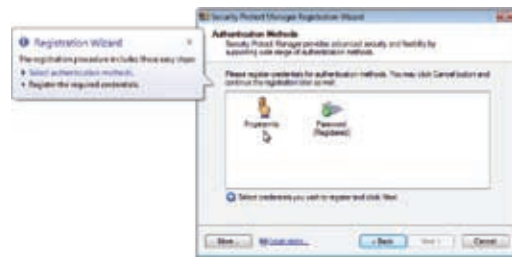 Security Protect Manager Registration Wizard
Authentication Methods
Security Protect Manager provides advanced security and flexibility by
supporting wide range of authentication methods.
Registration Wizard
The registration procedure includes these easy steps:
Select authentication methods.
Register the required credentials.
Please register credentials for authentication methods. You may click Cancel button and
continue the registration later as well.
Fingerprints
Password
(Registered)
Select credentials you wish to register and click Next.
More...
< Back
Next >
Cancel